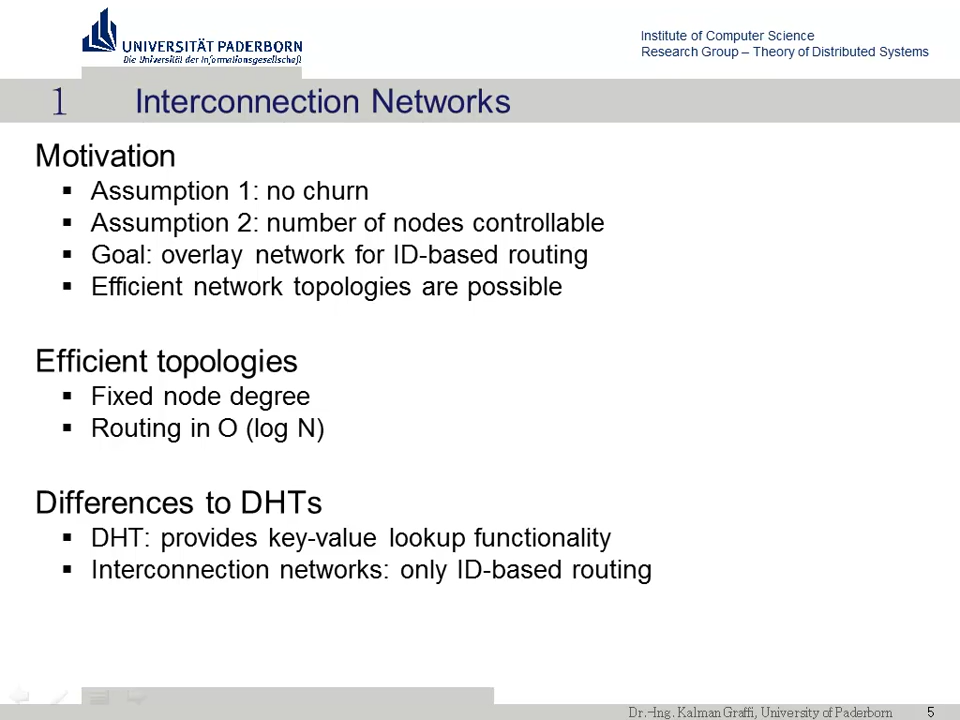 UNIVERSITÄT PADERBORN
Die Universität der Informationsgesellschaft
Institute of Computer Science
Research Group – Theory of Distributed Systems
1 Interconnection Networks
Motivation
▪ Assumption 1: no churn
▪ Assumption 2: number of nodes controllable
▪ Goal: overlay network for ID-based routing
▪ Efficient network topologies are possible
Efficient topologies
▪ Fixed node degree
▪ Routing in O (log N)
Differences to DHTs
▪ DHT: provides key-value lookup functionality
▪ Interconnection networks: only ID-based routing
Dr.-Ing. Kalman Graffi, University of Paderborn 5